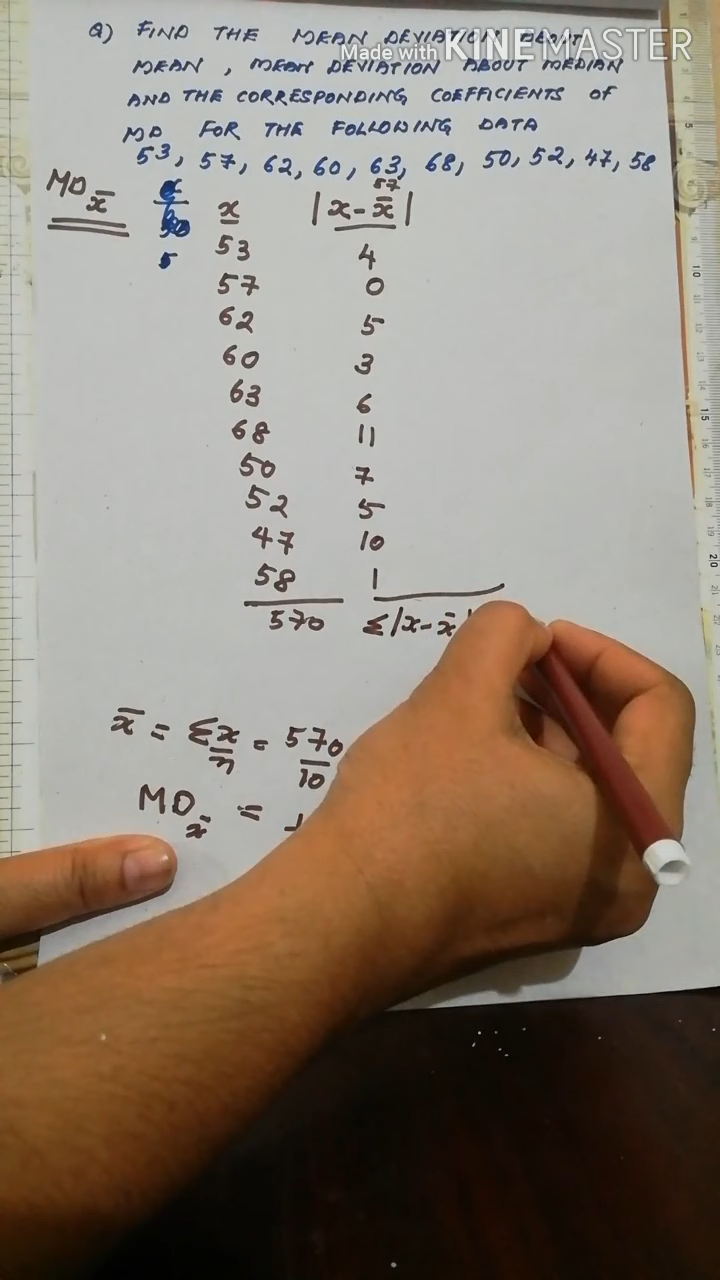 Made with KINEMASTER
Q) FIND THE MEAN DEVIATION ABOUT
MEAN, MEAN DEVIATION ABOUT MEDIAN
AND THE CORRESPONDING COEFFICIENTS OF
MD FOR THE FOLLOWING DATA
53, 57, 62, 60, 63, 68, 50, 52, 47, 58
MD x̄
57
x |x - x̄|
53 4
57 0
62 5
60 3
63 6
68 11
50 7
52 5
47 10
58 1
570 Σ|x - x̄|
x̄ = Σx/n = 570/10
MD x̄ =